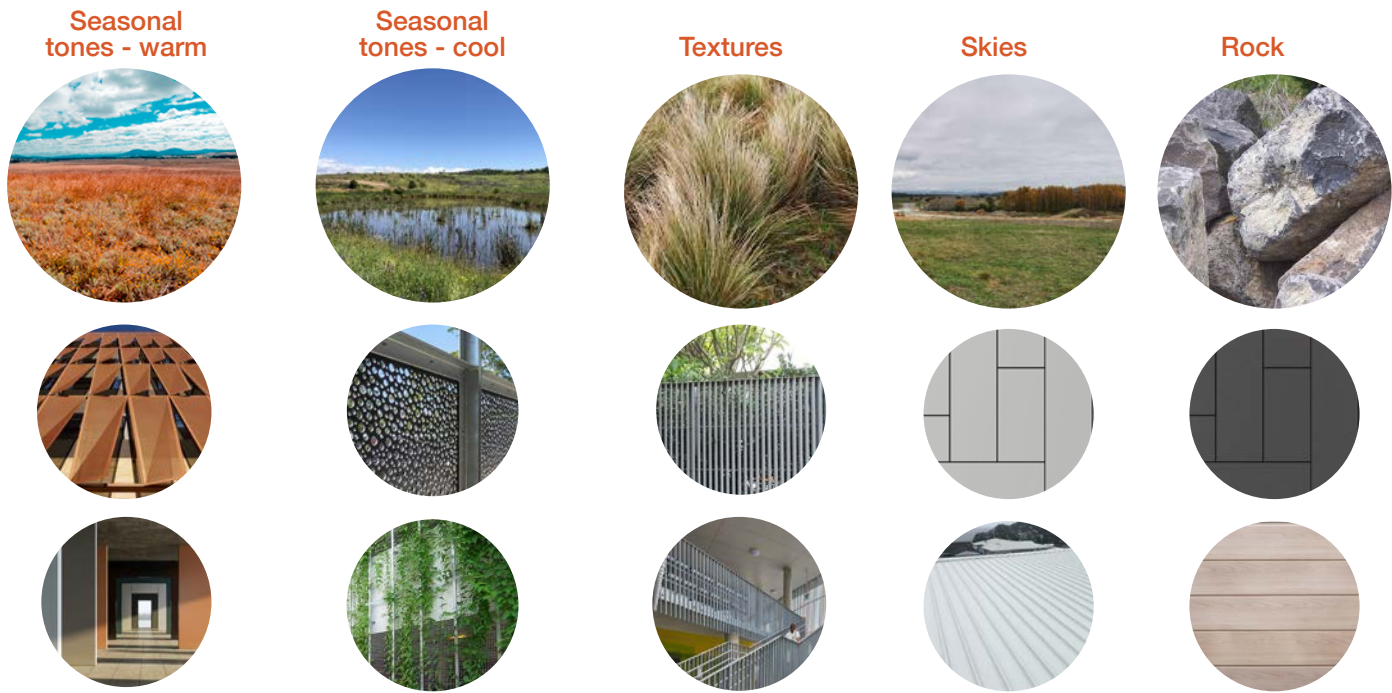 Seasonal
tones - warm
Seasonal
tones - cool
Textures
Skies
Rock